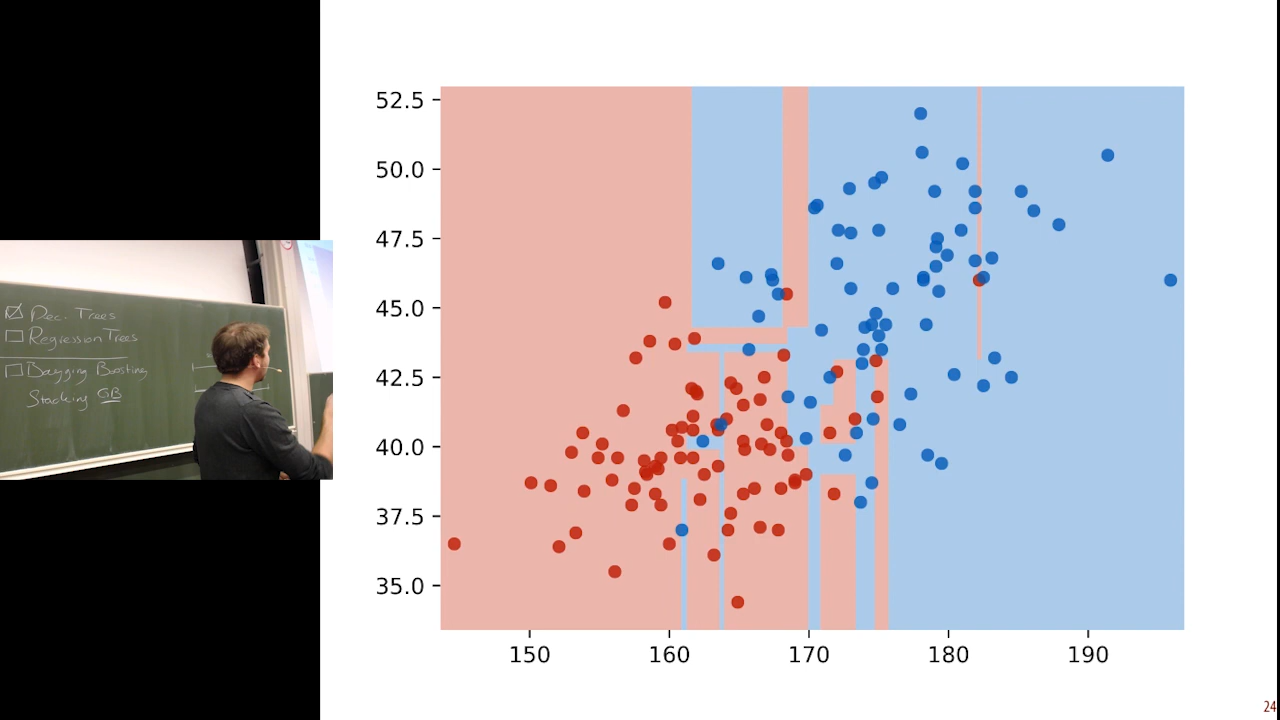 Dec. Trees
Regression Trees
Bagging Boosting
Stacking GB
52.5
50.0
47.5
45.0
42.5
40.0
37.5
35.0
150 160 170 180 190
24